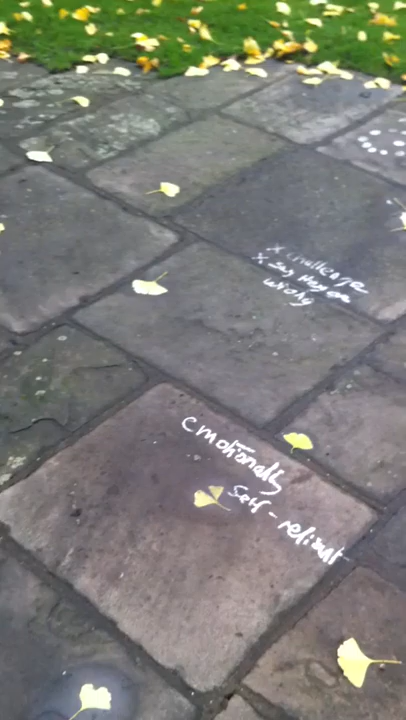 x challenge
x say they are
wrong
emotionally
self-reliant